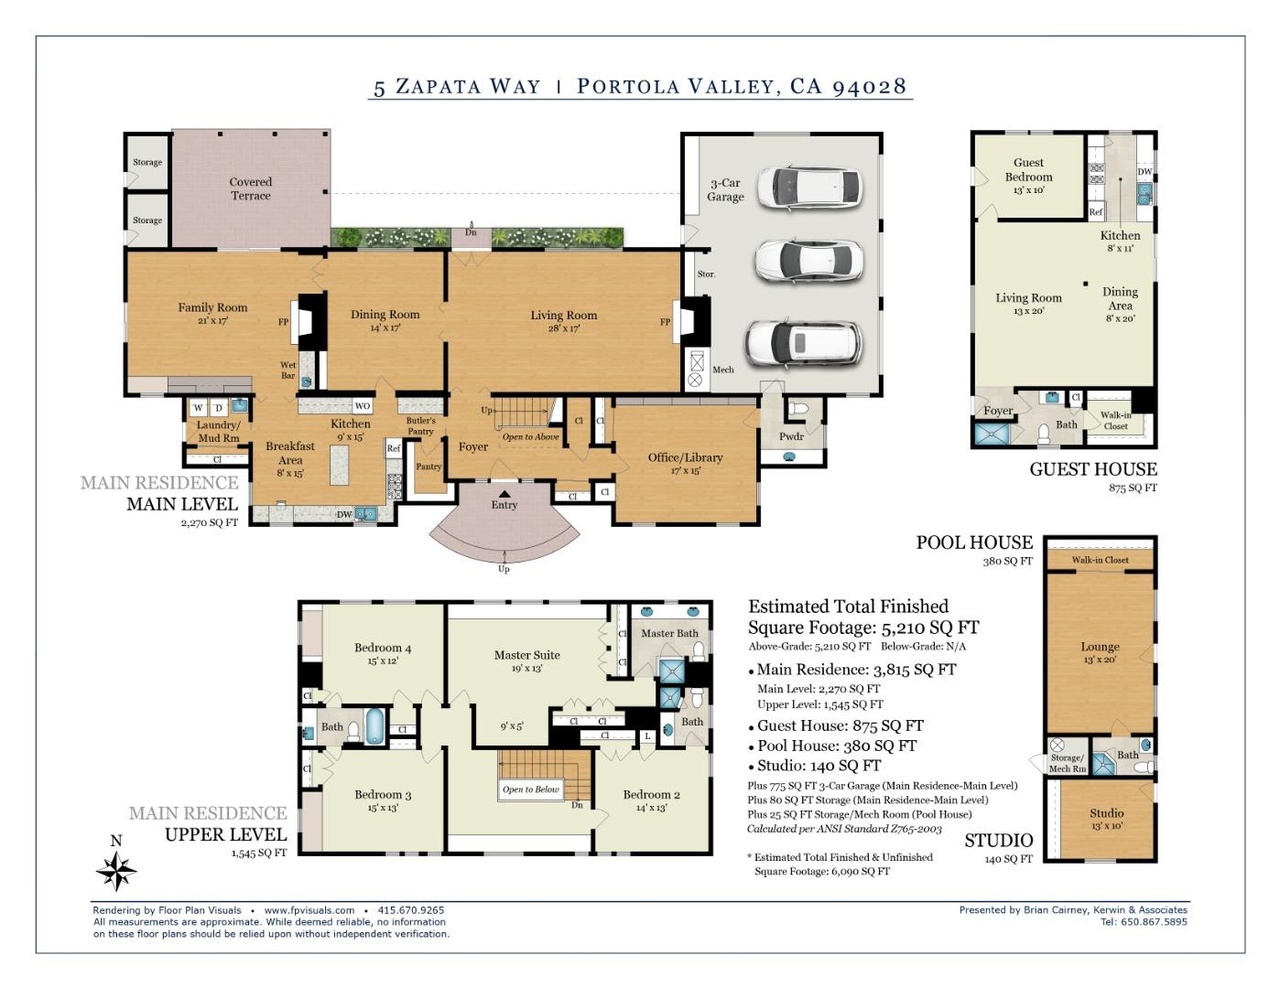 5 Zapata Way | Portola Valley, CA 94028
Storage
Storage
Covered
Terrace
Dn
3-Car
Garage
Stor.
Mech
Family Room
21' x 17'
FP
Wet
Bar
Dining Room
14' x 17'
Living Room
28' x 17'
FP
W D
Laundry/
Mud Rm
Cl
WO
Kitchen
9' x 15'
Breakfast
Area
8' x 15'
Ref
DW
Butler's
Pantry
Pantry
Up
Open to Above
Foyer
Cl
Cl
Cl
Cl
Office/Library
17' x 15'
Pwdr
Entry
Up
MAIN RESIDENCE
MAIN LEVEL
2,270 SQ FT
Guest
Bedroom
13' x 10'
DW
Ref
Kitchen
8' x 11'
Living Room
13 x 20'
Dining
Area
8' x 20'
Foyer
Cl
Bath
Walk-in
Closet
GUEST HOUSE
875 SQ FT
POOL HOUSE
380 SQ FT
Walk-in Closet
Lounge
13' x 20'
Storage/
Mech Rm
Bath
Studio
13' x 10'
STUDIO
140 SQ FT
Bedroom 4
15' x 12'
Cl
Bath
Cl
Cl
Bedroom 3
15' x 13'
Master Suite
19' x 13'
9' x 5'
Cl
Cl
Master Bath
Cl Cl
Cl
L
Bath
Open to Below
Dn
Bedroom 2
14' x 13'
MAIN RESIDENCE
UPPER LEVEL
1,545 SQ FT
N
Estimated Total Finished
Square Footage: 5,210 SQ FT
Above-Grade: 5,210 SQ FT Below-Grade: N/A
• Main Residence: 3,815 SQ FT
Main Level: 2,270 SQ FT
Upper Level: 1,545 SQ FT
• Guest House: 875 SQ FT
• Pool House: 380 SQ FT
• Studio: 140 SQ FT
Plus 775 SQ FT 3-Car Garage (Main Residence-Main Level)
Plus 80 SQ FT Storage (Main Residence-Main Level)
Plus 25 SQ FT Storage/Mech Room (Pool House)
Calculated per ANSI Standard Z765-2003
* Estimated Total Finished & Unfinished
Square Footage: 6,090 SQ FT
Rendering by Floor Plan Visuals • www.fpvisuals.com • 415.670.9265
All measurements are approximate. While deemed reliable, no information
on these floor plans should be relied upon without independent verification.
Presented by Brian Cairney, Kerwin & Associates
Tel: 650.867.5895